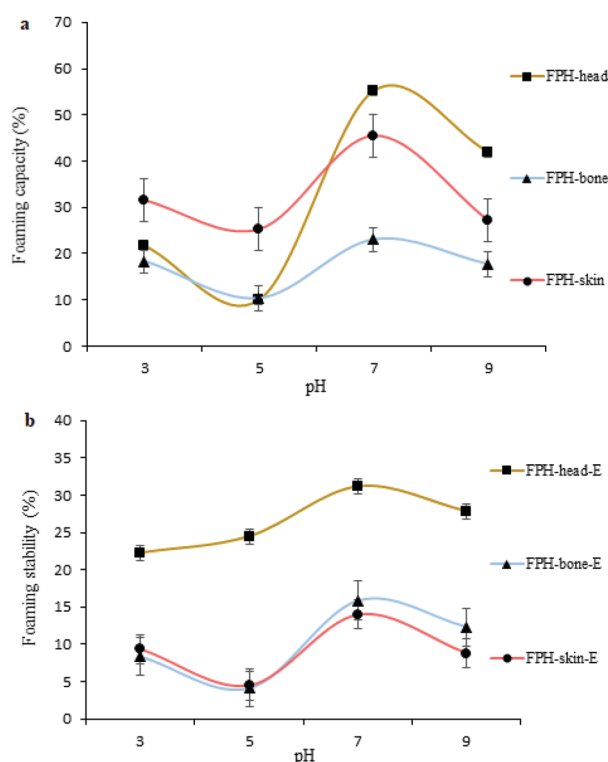 a
Foaming capacity (%)
70
60
50
40
30
20
10
0
3 5 7 9
pH
FPH-head
FPH-bone
FPH-skin
b
Foaming stability (%)
40
35
30
25
20
15
10
5
0
3 5 7 9
pH
FPH-head-E
FPH-bone-E
FPH-skin-E